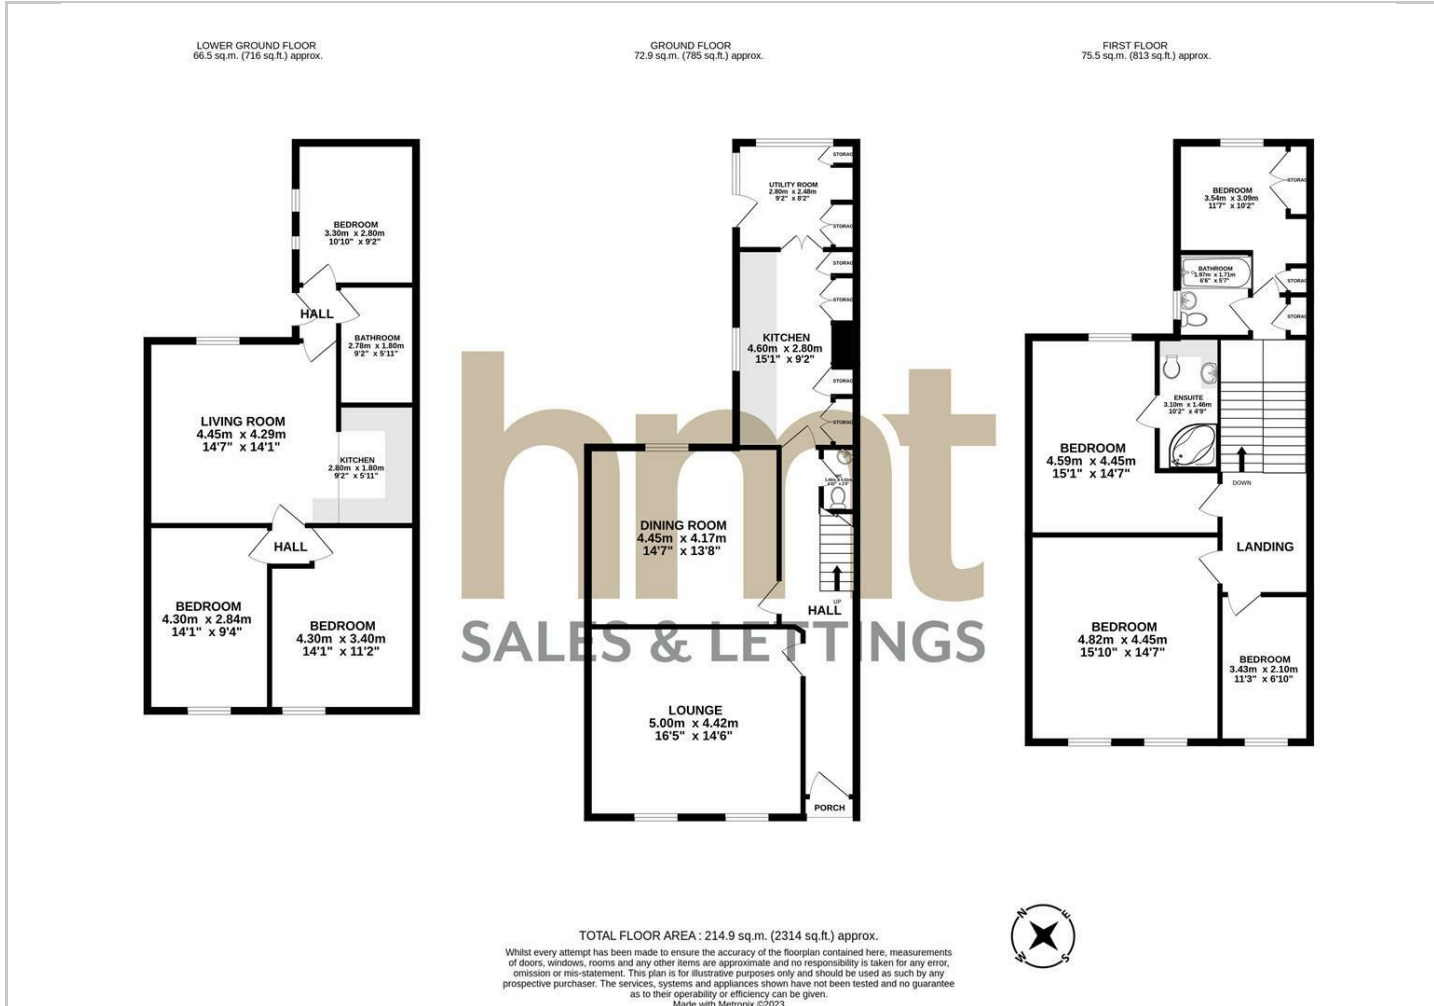 LOWER GROUND FLOOR
66.5 sq.m. (716 sq.ft.) approx.
BEDROOM
3.30m x 2.80m
10'10" x 9'2"
HALL
BATHROOM
2.78m x 1.80m
9'2" x 5'11"
LIVING ROOM
4.45m x 4.29m
14'7" x 14'1"
KITCHEN
2.80m x 1.80m
9'2" x 5'11"
HALL
BEDROOM
4.30m x 2.84m
14'1" x 9'4"
BEDROOM
4.30m x 3.40m
14'1" x 11'2"
GROUND FLOOR
72.9 sq.m. (785 sq.ft.) approx.
STORAG
UTILITY ROOM
2.80m x 2.48m
9'2" x 8'2"
STORAG
STORAG
STORAG
KITCHEN
4.60m x 2.80m
15'1" x 9'2"
STORAG
STORAG
DINING ROOM
4.45m x 4.17m
14'7" x 13'8"
UP
HALL
LOUNGE
5.00m x 4.42m
16'5" x 14'6"
PORCH
hmt
SALES & LETTINGS
FIRST FLOOR
75.5 sq.m. (813 sq.ft.) approx.
BEDROOM
3.54m x 3.09m
11'7" x 10'2"
STORAG
BATHROOM
1.97m x 1.71m
6'6" x 5'7"
STORAG
STORAG
ENSUITE
3.10m x 1.46m
10'2" x 4'9"
BEDROOM
4.59m x 4.45m
15'1" x 14'7"
DOWN
LANDING
BEDROOM
4.82m x 4.45m
15'10" x 14'7"
BEDROOM
3.43m x 2.10m
11'3" x 6'10"
N
E
W
S
TOTAL FLOOR AREA : 214.9 sq.m. (2314 sq.ft.) approx.
Whilst every attempt has been made to ensure the accuracy of the floorplan contained here, measurements
of doors, windows, rooms and any other items are approximate and no responsibility is taken for any error,
omission or mis-statement. This plan is for illustrative purposes only and should be used as such by any
prospective purchaser. The services, systems and appliances shown have not been tested and no guarantee
as to their operability or efficiency can be given.
Made with Metropix ©2023